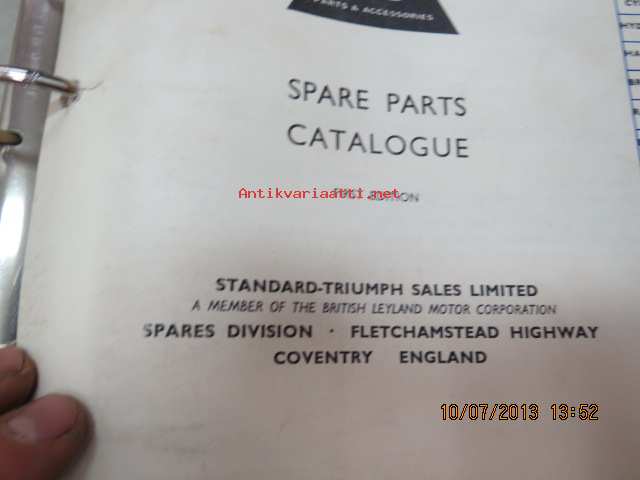 PARTS & ACCESSORIES
SPARE PARTS
CATALOGUE
Antikvariaatti.net
EDITION
STANDARD-TRIUMPH SALES LIMITED
A MEMBER OF THE BRITISH LEYLAND MOTOR CORPORATION
SPARES DIVISION · FLETCHAMSTEAD HIGHWAY
COVENTRY ENGLAND
10/07/2013 13:52